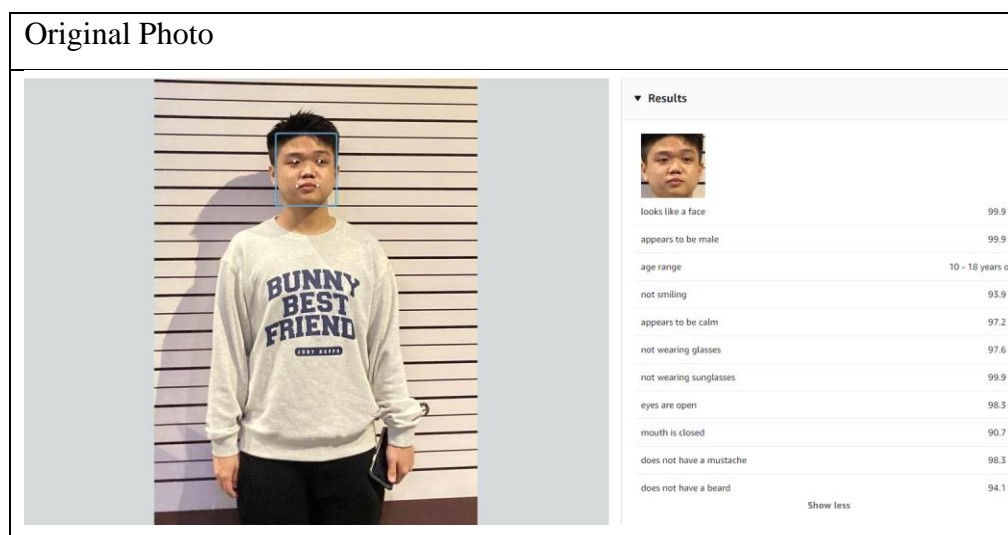 Original Photo
▼ Results
BUNNY
BEST
FRIEND
JUDY HOPPS
looks like a face 99.9
appears to be male 99.9
age range 10 - 18 years o
not smiling 93.9
appears to be calm 97.2
not wearing glasses 97.6
not wearing sunglasses 99.9
eyes are open 98.3
mouth is closed 90.7
does not have a mustache 98.3
does not have a beard 94.1
Show less